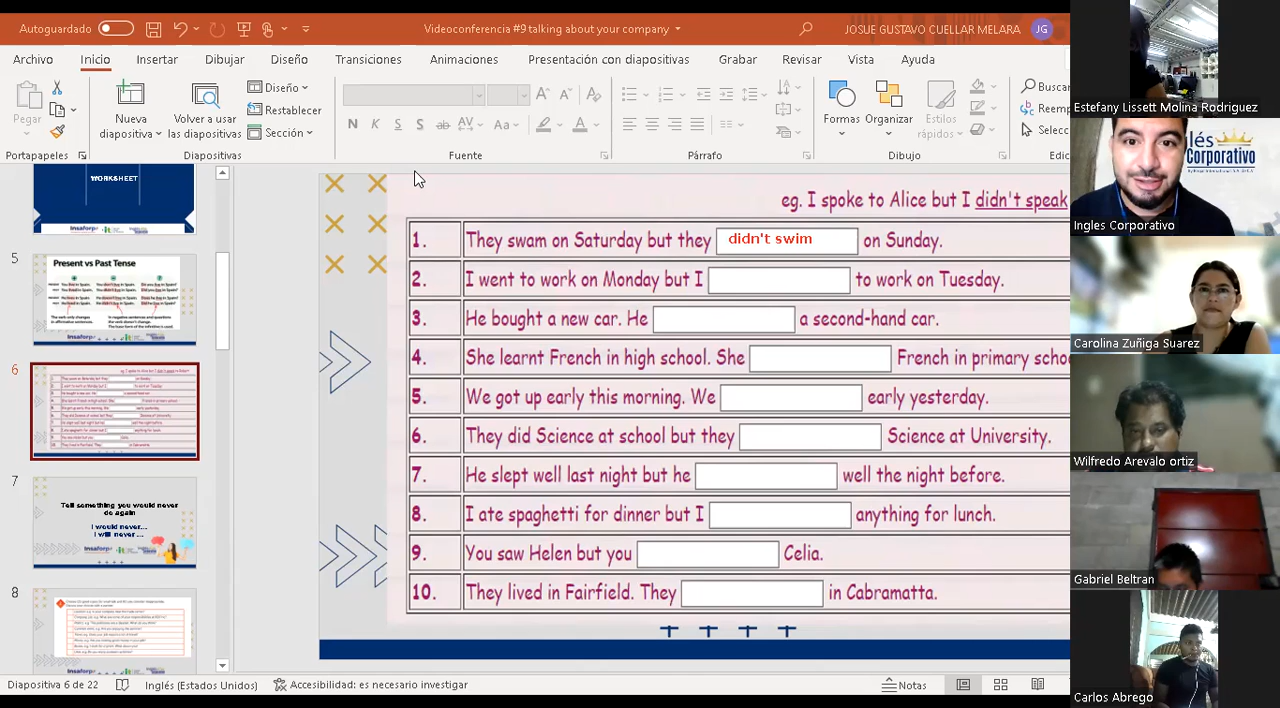 Autoguardado
Videoconferencia #9 talking about your company
JOSUE GUSTAVO CUELLAR MELARA
JG
Archivo Inicio Insertar Dibujar Diseño Transiciones Animaciones Presentación con diapositivas Grabar Revisar Vista Ayuda
Pegar
Nueva diapositiva
Volver a usar las diapositivas
Diseño
Restablecer
Sección
N K S S ab AV Aa A
Formas
Organizar
Estilos rápidos
Buscar
Reem
Selecc
Portapapeles
Diapositivas
Fuente
Párrafo
Dibujo
WORKSHEET
5
Present vs Past Tense
6
7
Tell something you would never do again
I would never...
I will never ...
8
eg. I spoke to Alice but I didn't speak
1. They swam on Saturday but they didn't swim on Sunday.
2. I went to work on Monday but I to work on Tuesday.
3. He bought a new car. He a second-hand car.
4. She learnt French in high school. She French in primary scho
5. We got up early this morning. We early yesterday.
6. They did Science at school but they Science at University.
7. He slept well last night but he well the night before.
8. I ate spaghetti for dinner but I anything for lunch.
9. You saw Helen but you Celia.
10. They lived in Fairfield. They in Cabramatta.
Diapositiva 6 de 22
Inglés (Estados Unidos)
Accesibilidad: es necesario investigar
Notas
Estefany Lissett Molina Rodriguez
lés
Corporativo
Ingles Corporativo
Carolina Zuñiga Suarez
Wilfredo Arevalo ortiz
Gabriel Beltran
Carlos Abrego